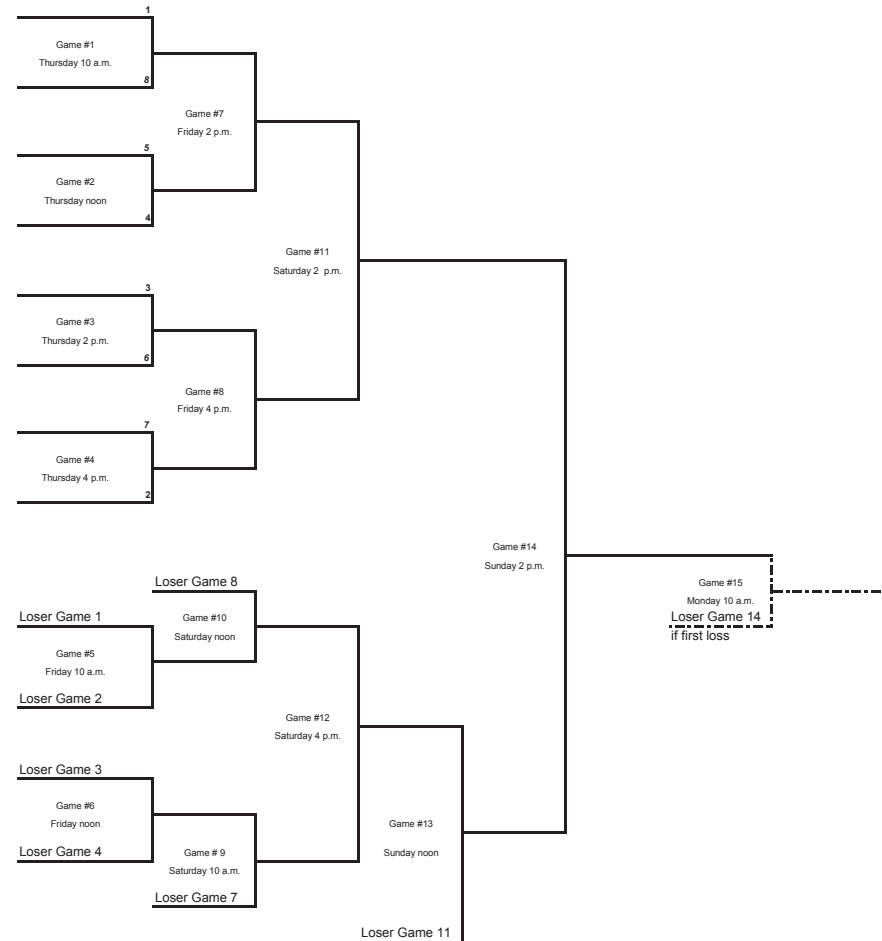 1
Game #1
Thursday 10 a.m.
8
Game #7
Friday 2 p.m.
5
Game #2
Thursday noon
4
Game #11
Saturday 2 p.m.
3
Game #3
Thursday 2 p.m.
6
Game #8
Friday 4 p.m.
7
Game #4
Thursday 4 p.m.
2
Game #14
Sunday 2 p.m.
Game #15
Monday 10 a.m.
Loser Game 14
if first loss
Loser Game 8
Loser Game 1
Game #10
Saturday noon
Game #5
Friday 10 a.m.
Loser Game 2
Game #12
Saturday 4 p.m.
Loser Game 3
Game #6
Friday noon
Loser Game 4
Game # 9
Saturday 10 a.m.
Loser Game 7
Game #13
Sunday noon
Loser Game 11